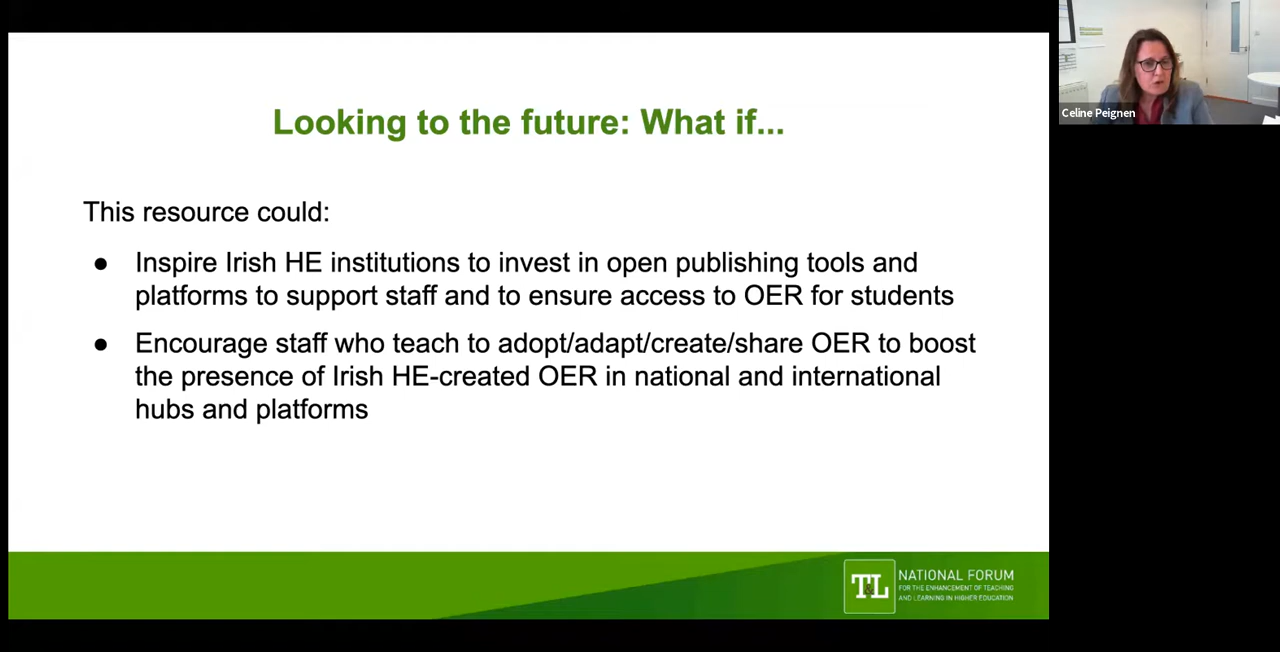 Looking to the future: What if...
This resource could:
● Inspire Irish HE institutions to invest in open publishing tools and
platforms to support staff and to ensure access to OER for students
● Encourage staff who teach to adopt/adapt/create/share OER to boost
the presence of Irish HE-created OER in national and international
hubs and platforms
T&L
NATIONAL FORUM
FOR THE ENHANCEMENT OF TEACHING
AND LEARNING IN HIGHER EDUCATION
Celine Peignen